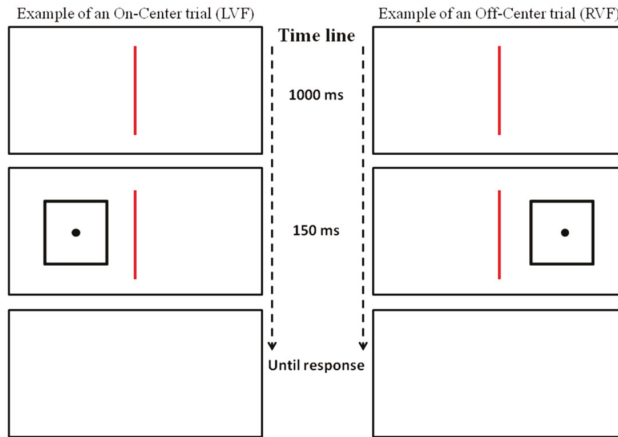 Example of an On-Center trial (LVF)
Time line
Example of an Off-Center trial (RVF)
1000 ms
150 ms
Until response